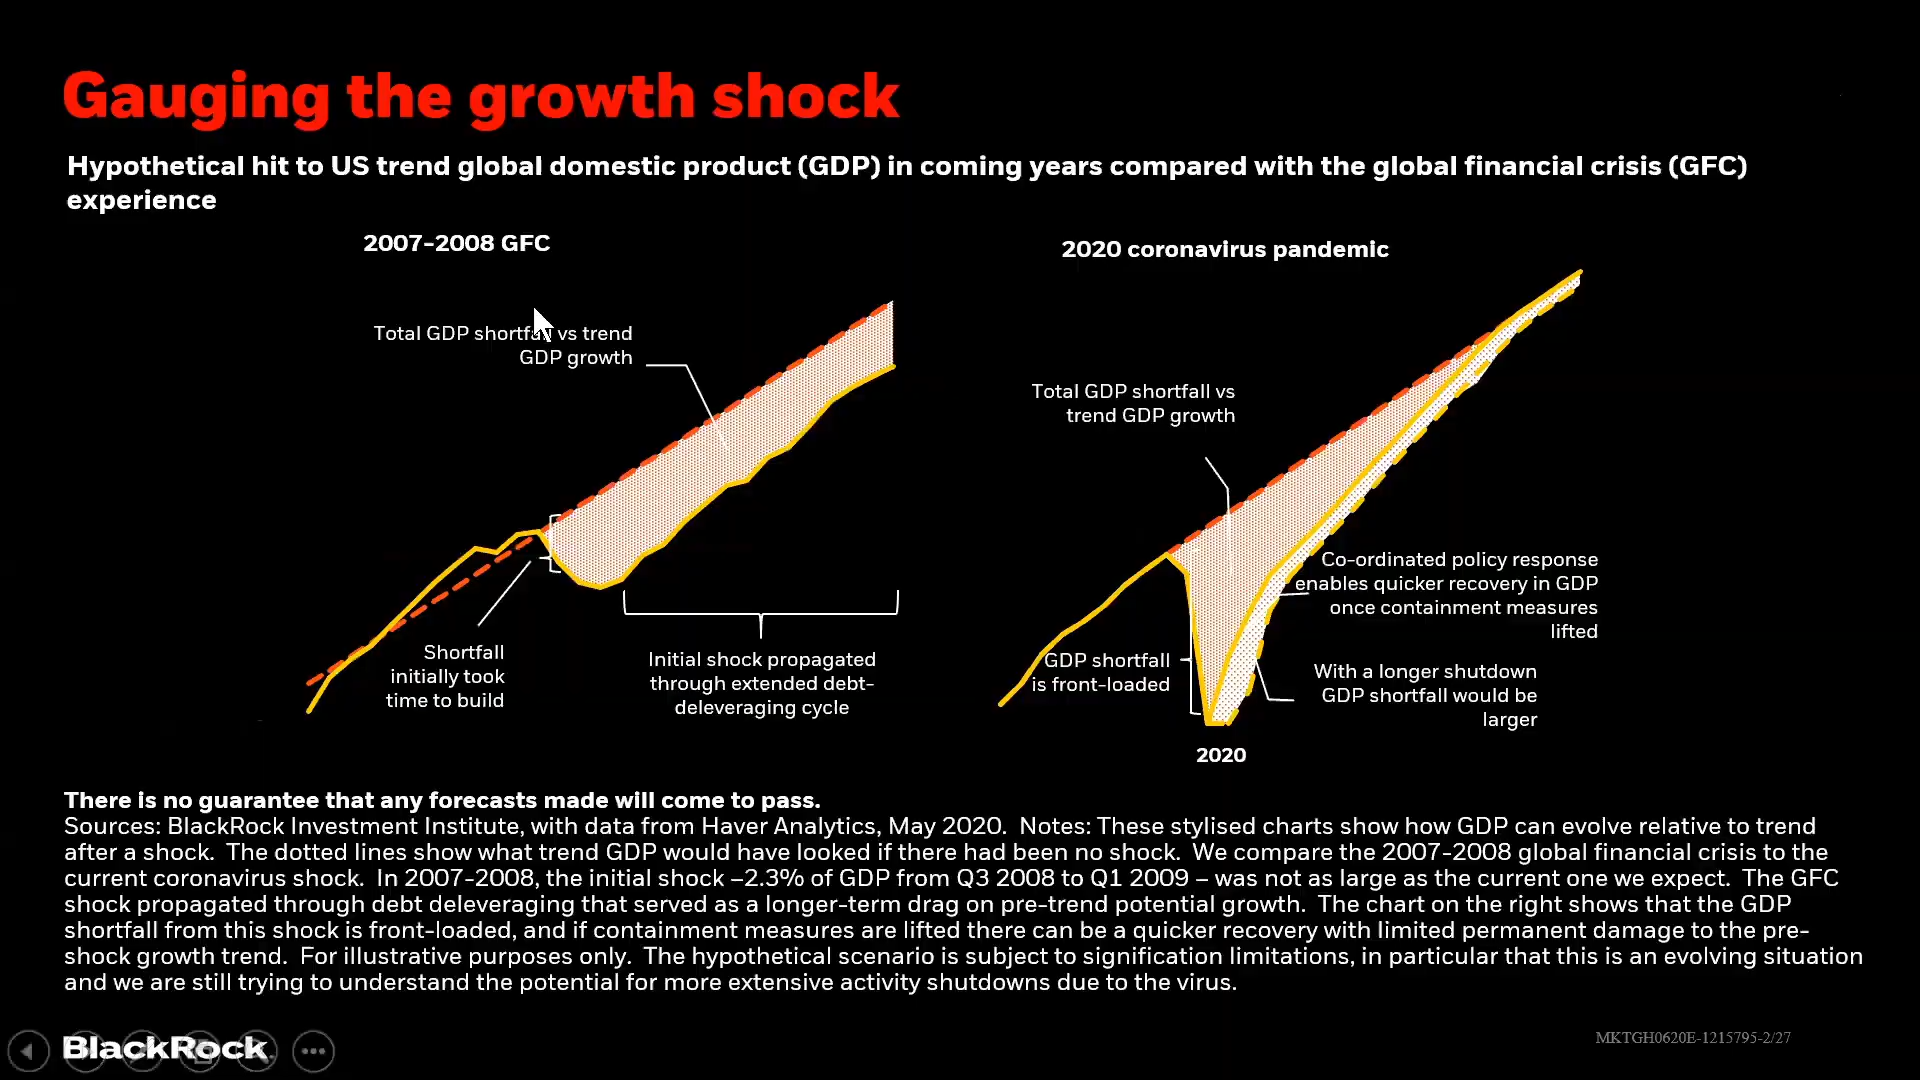 Gauging the growth shock
Hypothetical hit to US trend global domestic product (GDP) in coming years compared with the global financial crisis (GFC)
experience
2007-2008 GFC
Total GDP shortfall vs trend
GDP growth
Shortfall
initially took
time to build
Initial shock propagated
through extended debt-
deleveraging cycle
2020 coronavirus pandemic
Total GDP shortfall vs
trend GDP growth
Co-ordinated policy response
enables quicker recovery in GDP
once containment measures
lifted
GDP shortfall
is front-loaded
With a longer shutdown
GDP shortfall would be
larger
2020
There is no guarantee that any forecasts made will come to pass.
Sources: BlackRock Investment Institute, with data from Haver Analytics, May 2020. Notes: These stylised charts show how GDP can evolve relative to trend
after a shock. The dotted lines show what trend GDP would have looked if there had been no shock. We compare the 2007-2008 global financial crisis to the
current coronavirus shock. In 2007-2008, the initial shock –2.3% of GDP from Q3 2008 to Q1 2009 – was not as large as the current one we expect. The GFC
shock propagated through debt deleveraging that served as a longer-term drag on pre-trend potential growth. The chart on the right shows that the GDP
shortfall from this shock is front-loaded, and if containment measures are lifted there can be a quicker recovery with limited permanent damage to the pre-
shock growth trend. For illustrative purposes only. The hypothetical scenario is subject to signification limitations, in particular that this is an evolving situation
and we are still trying to understand the potential for more extensive activity shutdowns due to the virus.
BlackRock.
MKTGH0620E-1215795-2/27